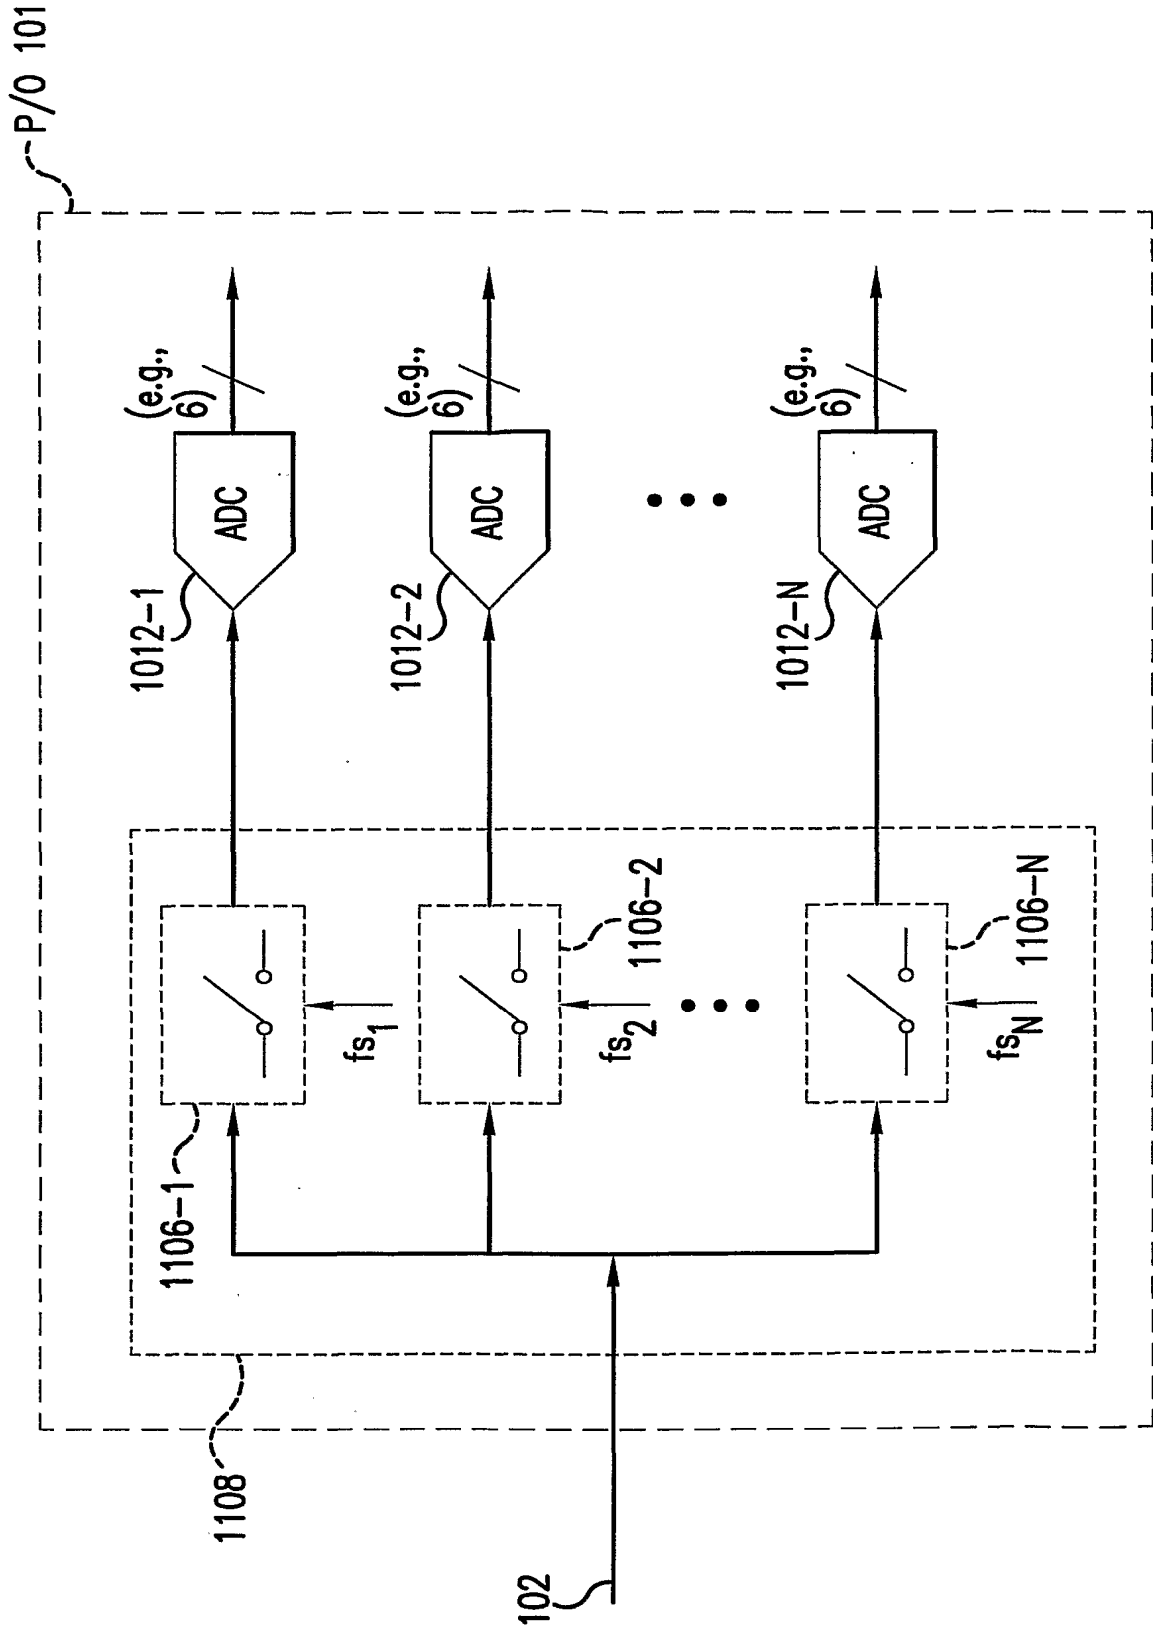 P/O 101
(e.g.,
6)
ADC
1012-1
(e.g.,
6)
ADC
1012-2
(e.g.,
6)
ADC
1012-N
1106-1
fs1
1106-2
fs2
1106-N
fsN
1108
102